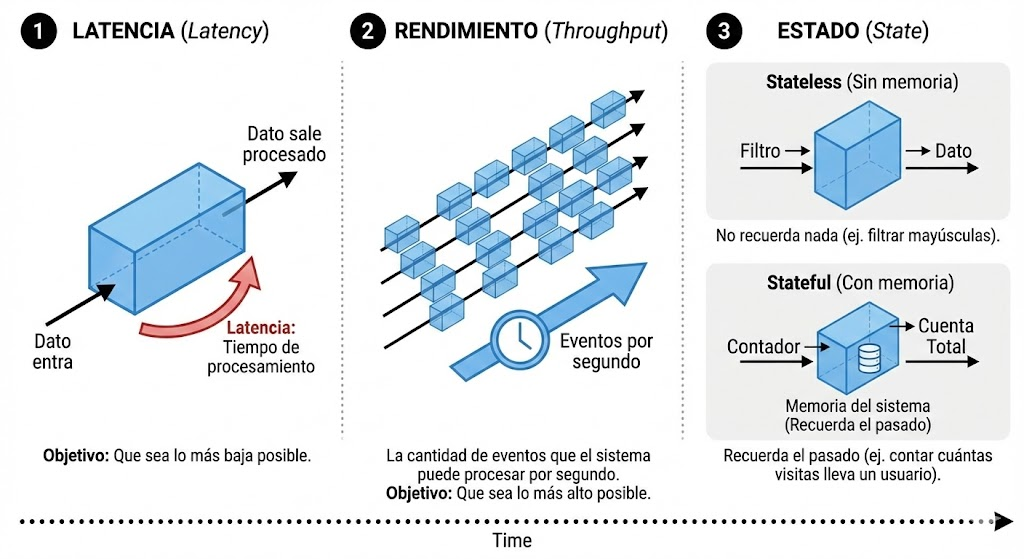 1 LATENCIA (Latency)
Dato sale
procesado
Dato
entra
Latencia:
Tiempo de
procesamiento
Objetivo: Que sea lo más baja posible.
2 RENDIMIENTO (Throughput)
Eventos por
segundo
La cantidad de eventos que el sistema
puede procesar por segundo.
Objetivo: Que sea lo más alto posible.
3 ESTADO (State)
Stateless (Sin memoria)
Filtro
Dato
No recuerda nada (ej. filtrar mayúsculas).
Stateful (Con memoria)
Contador
Cuenta
Total
Memoria del sistema
(Recuerda el pasado)
Recuerda el pasado (ej. contar cuántas
visitas lleva un usuario).
Time